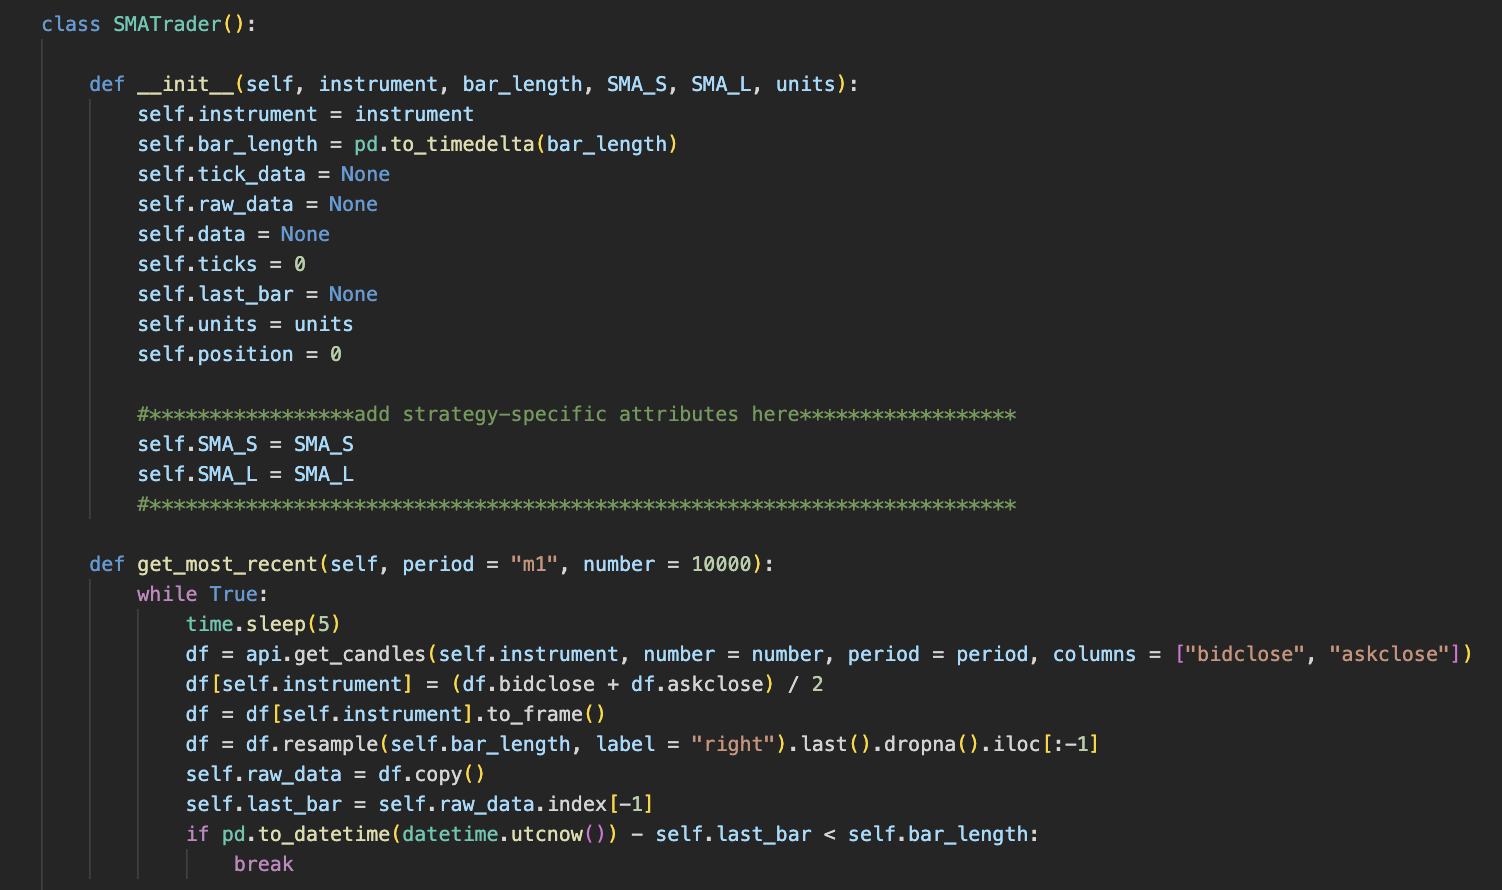 class SMATrader():
def __init__(self, instrument, bar_length, SMA_S, SMA_L, units):
self.instrument = instrument
self.bar_length = pd.to_timedelta(bar_length)
self.tick_data = None
self.raw_data = None
self.data = None
self.ticks = 0
self.last_bar = None
self.units = units
self.position = 0
#*****************add strategy-specific attributes here******************
self.SMA_S = SMA_S
self.SMA_L = SMA_L
#************************************************************************
def get_most_recent(self, period = "m1", number = 10000):
while True:
time.sleep(5)
df = api.get_candles(self.instrument, number = number, period = period, columns = ["bidclose", "askclose"])
df[self.instrument] = (df.bidclose + df.askclose) / 2
df = df[self.instrument].to_frame()
df = df.resample(self.bar_length, label = "right").last().dropna().iloc[:-1]
self.raw_data = df.copy()
self.last_bar = self.raw_data.index[-1]
if pd.to_datetime(datetime.utcnow()) - self.last_bar < self.bar_length:
break